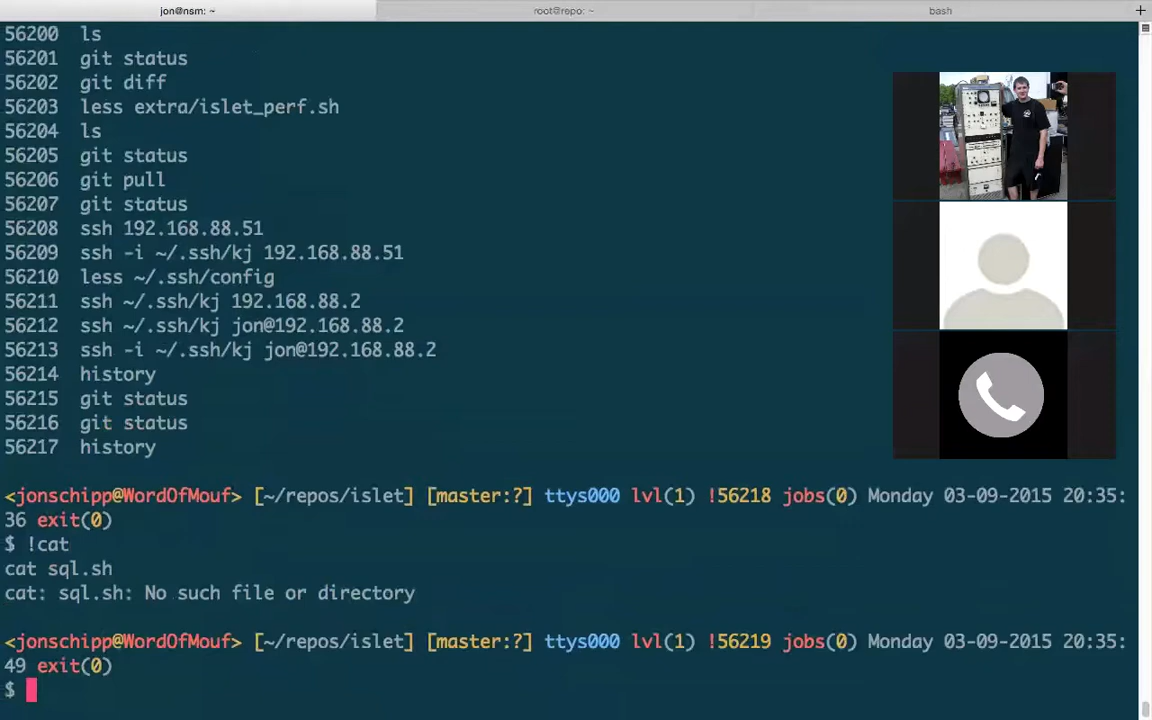 jon@nsm: ~
root@repo: ~
bash
56200 ls
56201 git status
56202 git diff
56203 less extra/islet_perf.sh
56204 ls
56205 git status
56206 git pull
56207 git status
56208 ssh 192.168.88.51
56209 ssh -i ~/.ssh/kj 192.168.88.51
56210 less ~/.ssh/config
56211 ssh ~/.ssh/kj 192.168.88.2
56212 ssh ~/.ssh/kj jon@192.168.88.2
56213 ssh -i ~/.ssh/kj jon@192.168.88.2
56214 history
56215 git status
56216 git status
56217 history
<jonschipp@WordOfMouf> [~/repos/islet] [master:?] ttys000 lvl(1) !56218 jobs(0) Monday 03-09-2015 20:35:
36 exit(0)
$ !cat
cat sql.sh
cat: sql.sh: No such file or directory
<jonschipp@WordOfMouf> [~/repos/islet] [master:?] ttys000 lvl(1) !56219 jobs(0) Monday 03-09-2015 20:35:
49 exit(0)
$